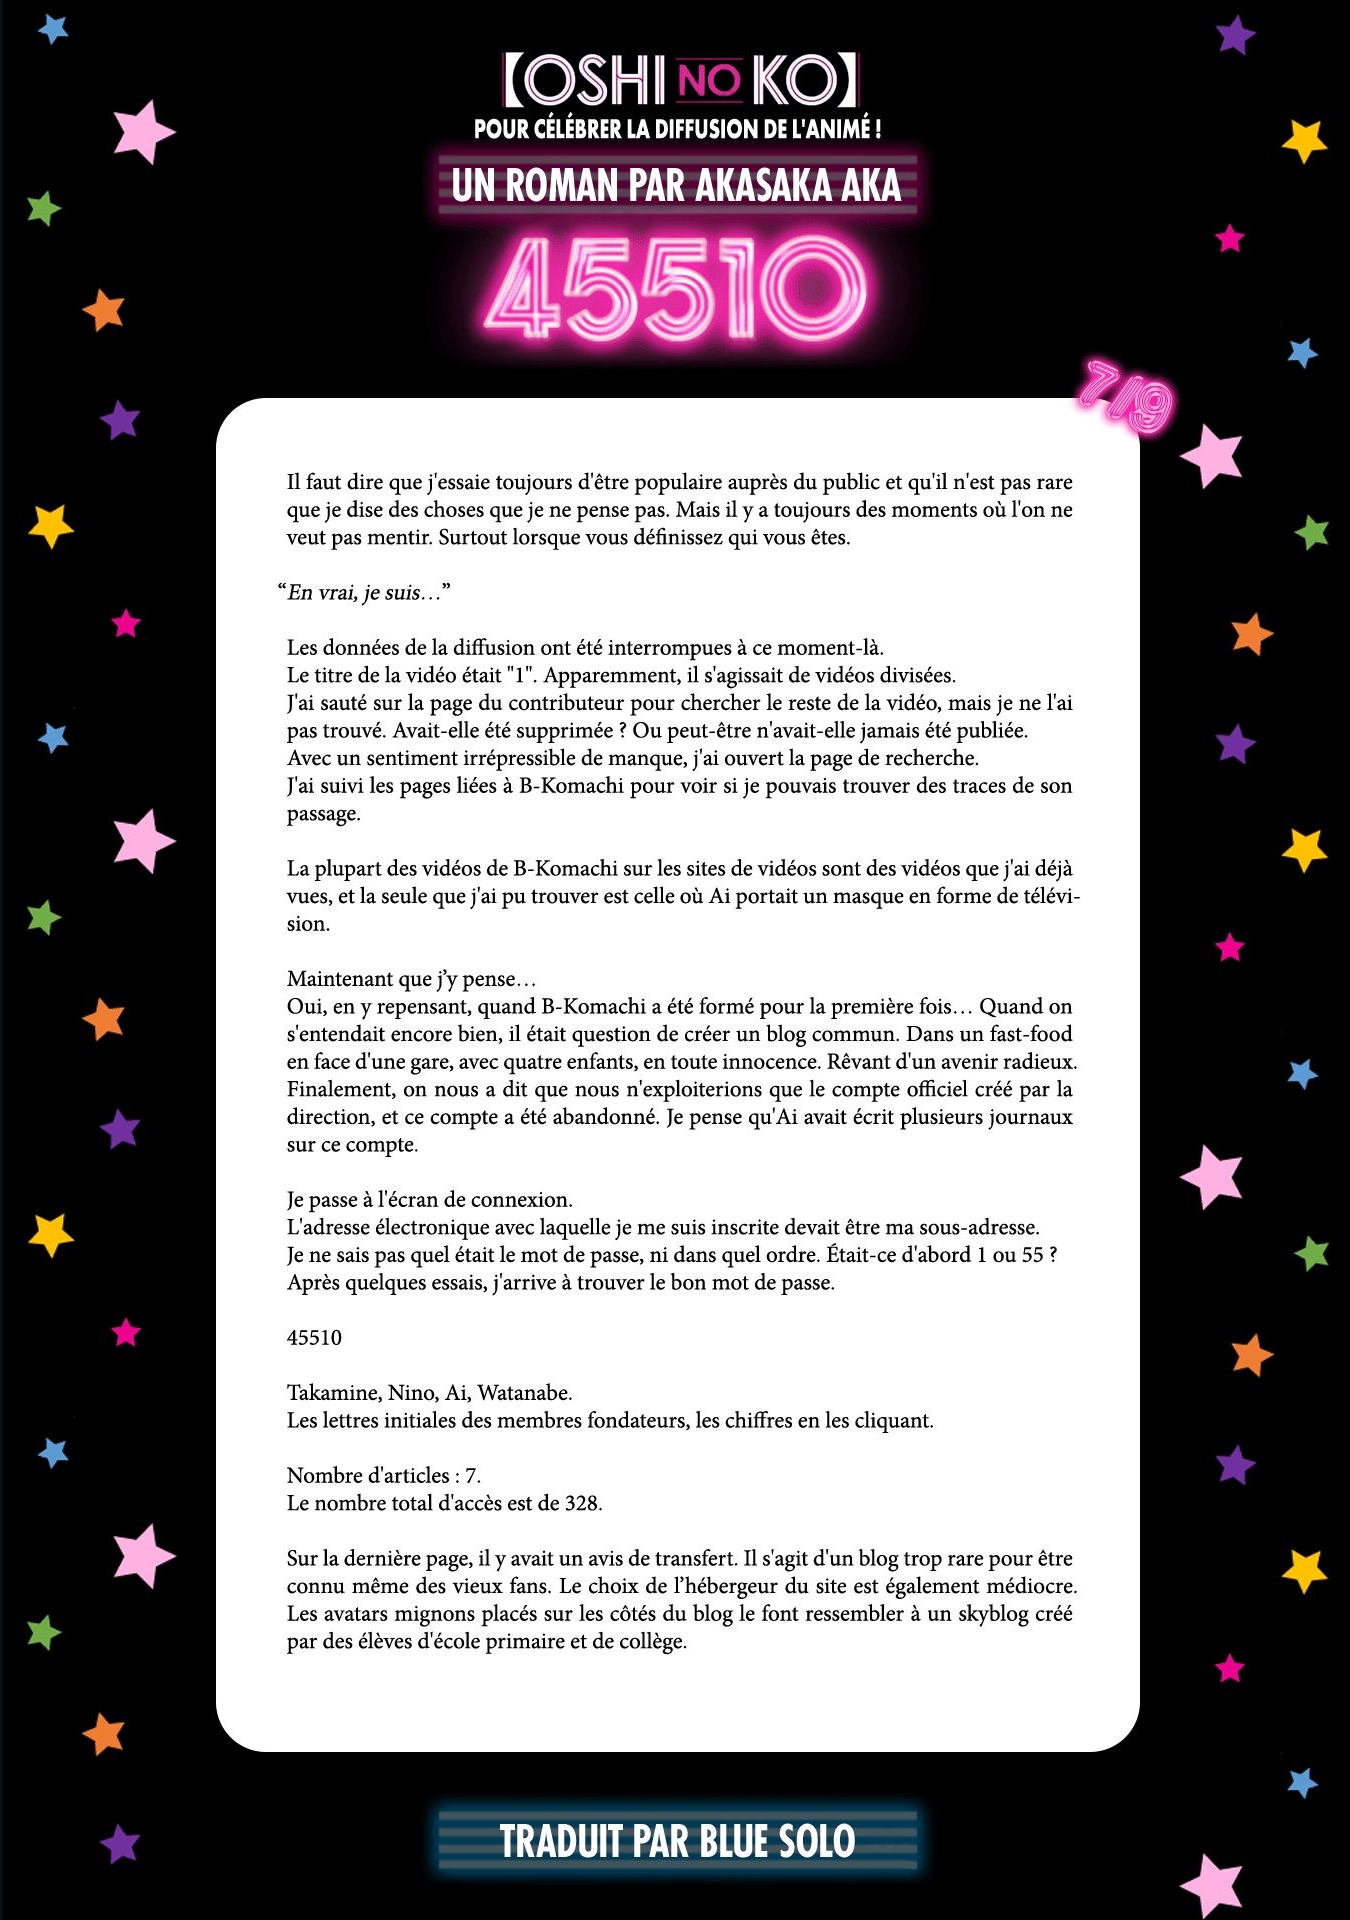 【OSHI NO KO】
POUR CÉLÉBRER LA DIFFUSION DE L'ANIMÉ !
UN ROMAN PAR AKASAKA AKA
45510
7/9
Il faut dire que j'essaie toujours d'être populaire auprès du public et qu'il n'est pas rare
que je dise des choses que je ne pense pas. Mais il y a toujours des moments où l'on ne
veut pas mentir. Surtout lorsque vous définissez qui vous êtes.
“En vrai, je suis…”
Les données de la diffusion ont été interrompues à ce moment-là.
Le titre de la vidéo était "1". Apparemment, il s'agissait de vidéos divisées.
J'ai sauté sur la page du contributeur pour chercher le reste de la vidéo, mais je ne l'ai
pas trouvé. Avait-elle été supprimée ? Ou peut-être n'avait-elle jamais été publiée.
Avec un sentiment irrépressible de manque, j'ai ouvert la page de recherche.
J'ai suivi les pages liées à B-Komachi pour voir si je pouvais trouver des traces de son
passage.
La plupart des vidéos de B-Komachi sur les sites de vidéos sont des vidéos que j'ai déjà
vues, et la seule que j'ai pu trouver est celle où Ai portait un masque en forme de télévi-
sion.
Maintenant que j’y pense…
Oui, en y repensant, quand B-Komachi a été formé pour la première fois… Quand on
s'entendait encore bien, il était question de créer un blog commun. Dans un fast-food
en face d'une gare, avec quatre enfants, en toute innocence. Rêvant d'un avenir radieux.
Finalement, on nous a dit que nous n'exploiterions que le compte officiel créé par la
direction, et ce compte a été abandonné. Je pense qu'Ai avait écrit plusieurs journaux
sur ce compte.
Je passe à l'écran de connexion.
L'adresse électronique avec laquelle je me suis inscrite devait être ma sous-adresse.
Je ne sais pas quel était le mot de passe, ni dans quel ordre. Était-ce d'abord 1 ou 55 ?
Après quelques essais, j'arrive à trouver le bon mot de passe.
45510
Takamine, Nino, Ai, Watanabe.
Les lettres initiales des membres fondateurs, les chiffres en les cliquant.
Nombre d'articles : 7.
Le nombre total d'accès est de 328.
Sur la dernière page, il y avait un avis de transfert. Il s'agit d'un blog trop rare pour être
connu même des vieux fans. Le choix de l’hébergeur du site est également médiocre.
Les avatars mignons placés sur les côtés du blog le font ressembler à un skyblog créé
par des élèves d'école primaire et de collège.
TRADUIT PAR BLUE SOLO